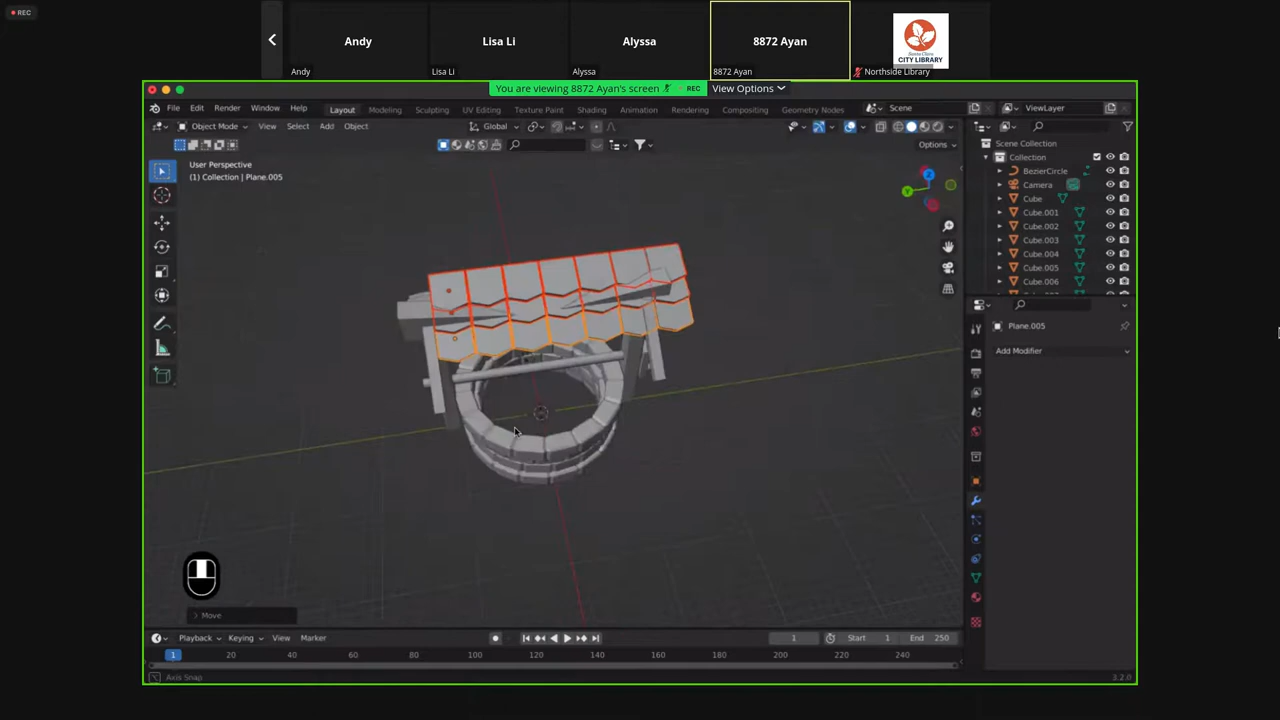 REC
Andy
Lisa Li
Alyssa
8872 Ayan
Santa Clara
CITY LIBRARY
Andy
Lisa Li
Alyssa
8872 Ayan
Northside Library
You are viewing 8872 Ayan's screen
REC
View Options
File Edit Render Window Help
Layout Modeling Sculpting UV Editing Texture Paint Shading Animation Rendering Compositing Geometry Nodes
Scene
ViewLayer
Object Mode View Select Add Object
Global
Options
User Perspective
(1) Collection | Plane.005
Z
Y
Scene Collection
Collection
BezierCircle
Camera
Cube
Cube.001
Cube.002
Cube.003
Cube.004
Cube.005
Cube.006
Plane.005
Add Modifier
Move
Playback Keying View Marker
1
Start 1
End 250
1 20 40 60 80 100 120 140 160 180 200 220 240
Axis Snap
3.2.0